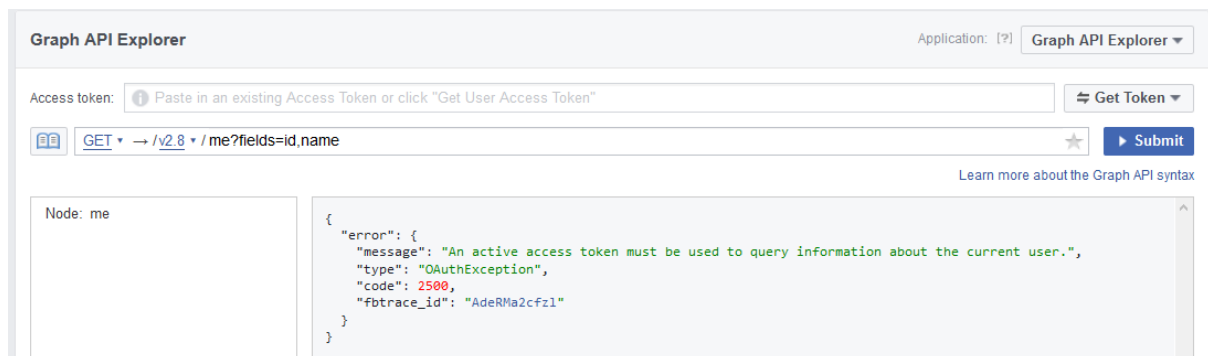 Graph API Explorer
Application: [?] Graph API Explorer
Access token: Paste in an existing Access Token or click "Get User Access Token"
Get Token
GET → /v2.8 / me?fields=id,name
Submit
Learn more about the Graph API syntax
Node: me
{
"error": {
"message": "An active access token must be used to query information about the current user.",
"type": "OAuthException",
"code": 2500,
"fbtrace_id": "AdeRMa2cfzl"
}
}